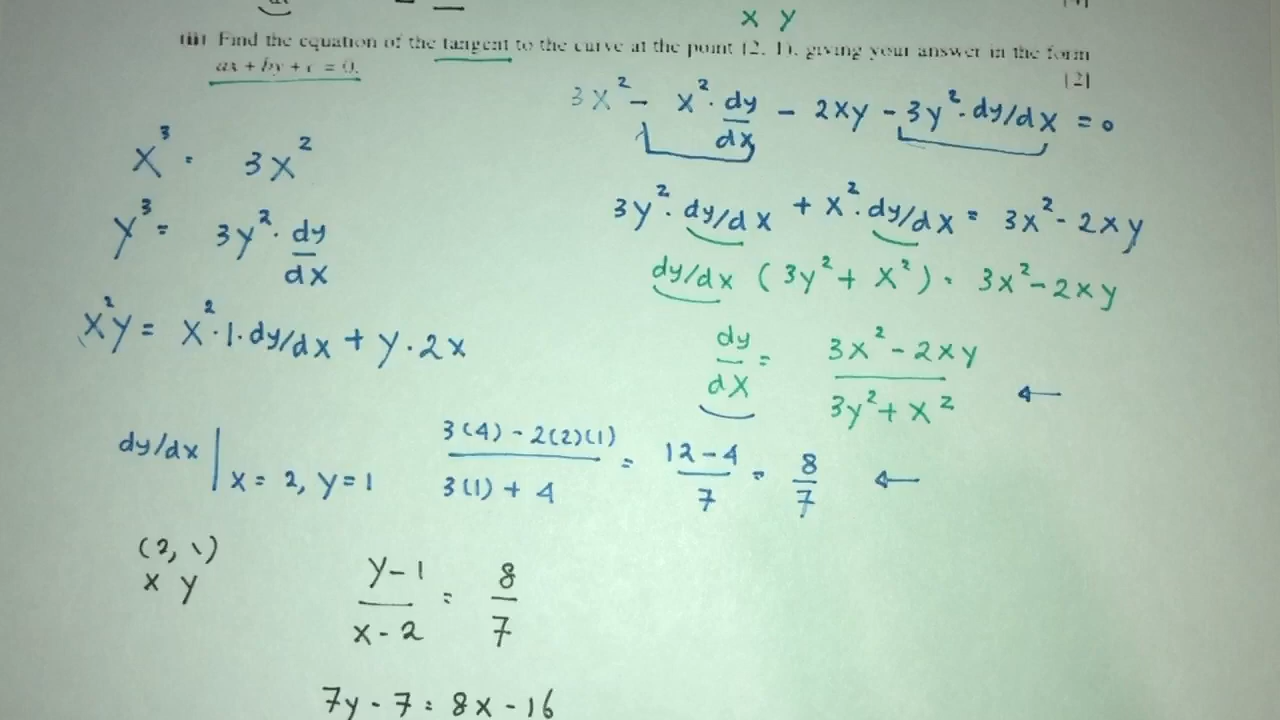 x y
(ii) Find the equation of the tangent to the curve at the point (2, 1), giving your answer in the form
ax + by + c = 0. [2]
3x² - x² · dy/dx - 2xy - 3y² · dy/dx = 0
x³ = 3x²
y³ = 3y² · dy/dx
3y² · dy/dx + x² · dy/dx = 3x² - 2xy
dy/dx (3y² + x²) = 3x² - 2xy
x²y = x² · 1 · dy/dx + y · 2x
dy/dx = (3x² - 2xy)/(3y² + x²) ←
dy/dx | x = 2, y = 1 (3(4) - 2(2)(1))/(3(1) + 4) = (12 - 4)/7 = 8/7 ←
(2, 1)
x y
(y - 1)/(x - 2) = 8/7
7y - 7 = 8x - 16